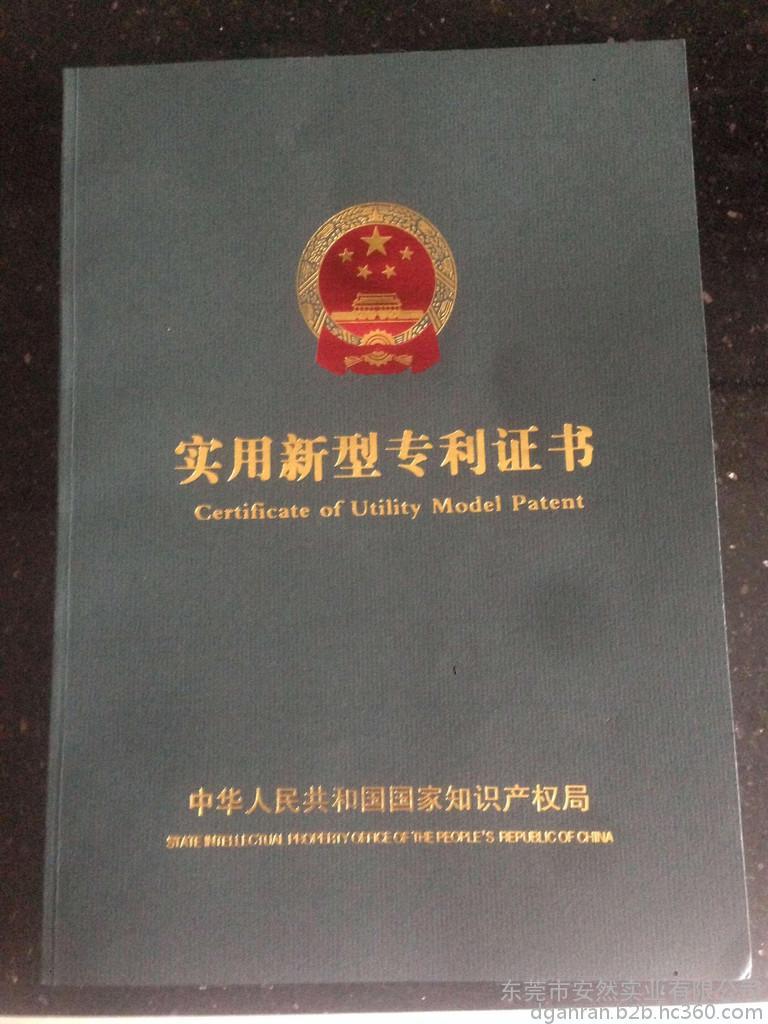 实用新型专利证书
Certificate of Utility Model Patent
中华人民共和国国家知识产权局
STATE INTELLECTUAL PROPERTY OFFICE OF THE PEOPLE'S REPUBLIC OF CHINA
东莞市安然实业有限公司
dganran.b2b.hc360.com